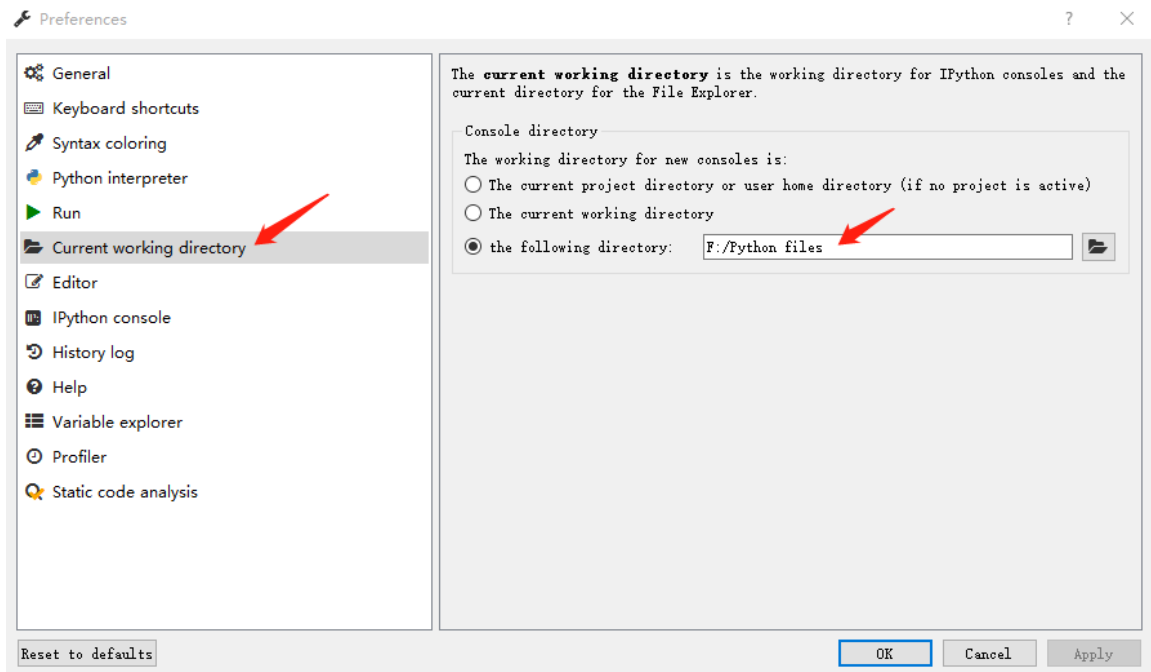 Preferences
?
General
Keyboard shortcuts
Syntax coloring
Python interpreter
Run
Current working directory
Editor
IPython console
History log
Help
Variable explorer
Profiler
Static code analysis
The current working directory is the working directory for IPython consoles and the
current directory for the File Explorer.
Console directory
The working directory for new consoles is:
The current project directory or user home directory (if no project is active)
The current working directory
the following directory: F:/Python files
Reset to defaults
OK
Cancel
Apply